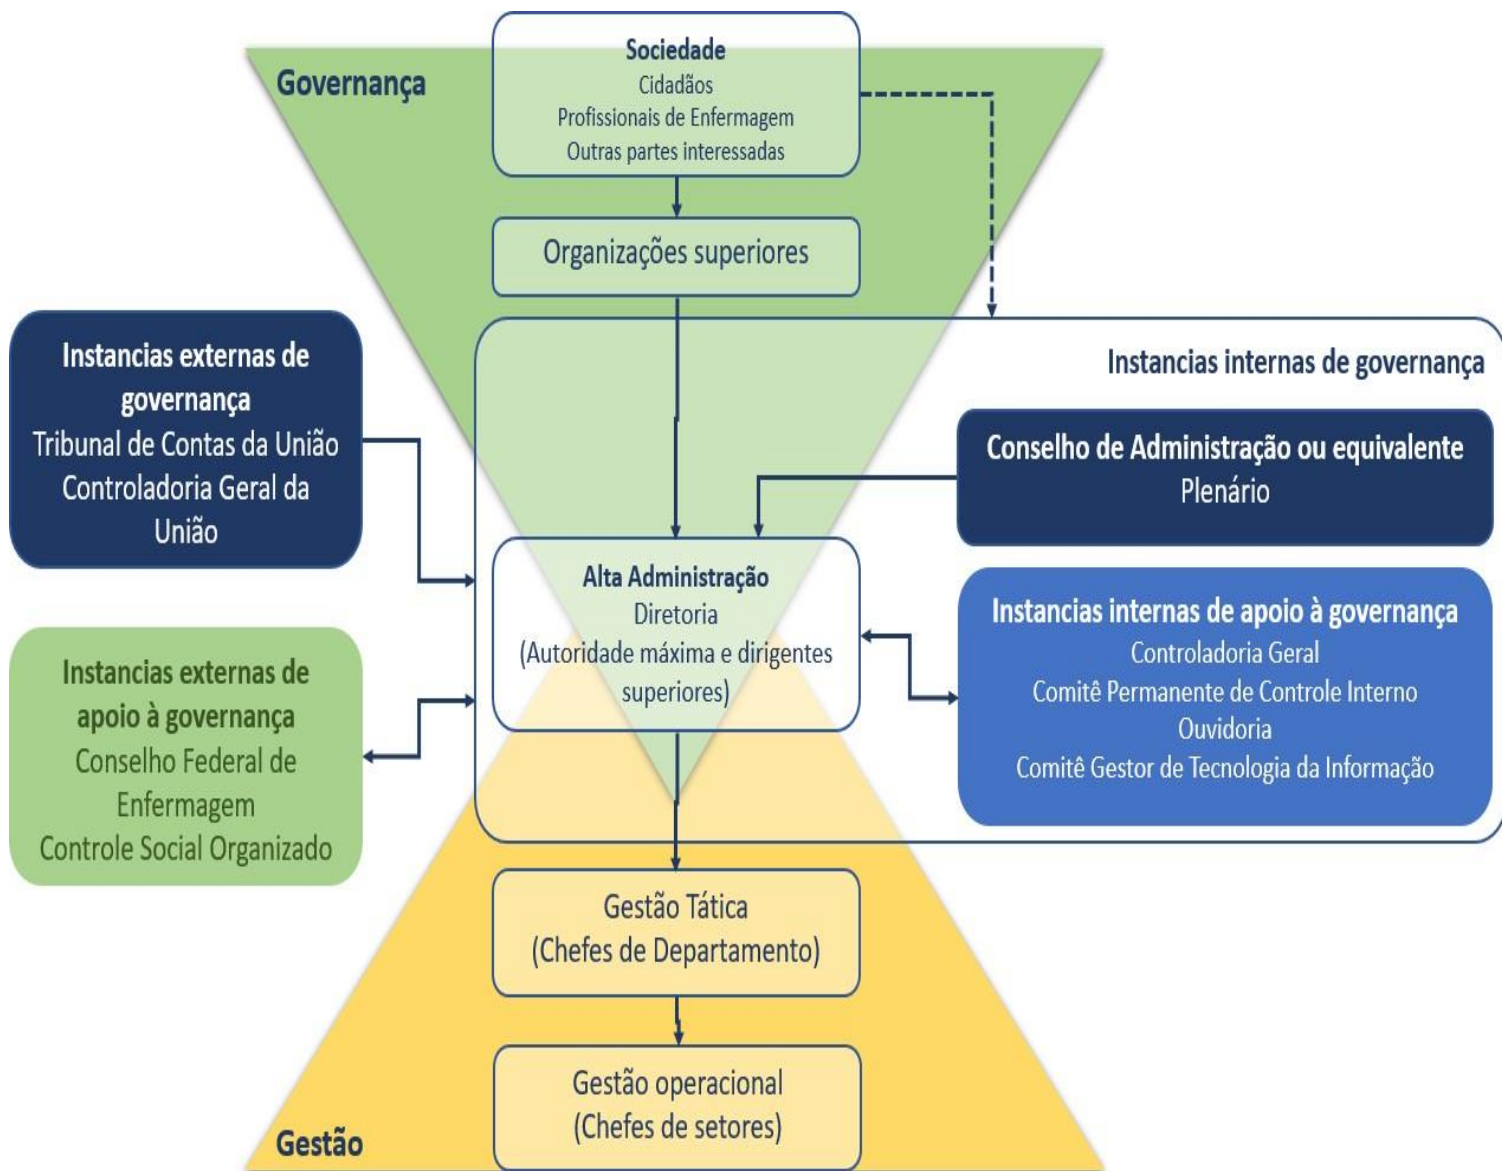 Governança
Sociedade
Cidadãos
Profissionais de Enfermagem
Outras partes interessadas
Organizações superiores
Instancias externas de
governança
Tribunal de Contas da União
Controladoria Geral da
União
Instancias internas de governança
Conselho de Administração ou equivalente
Plenário
Alta Administração
Diretoria
(Autoridade máxima e dirigentes
superiores)
Instancias internas de apoio à governança
Controladoria Geral
Comitê Permanente de Controle Interno
Ouvidoria
Comitê Gestor de Tecnologia da Informação
Instancias externas de
apoio à governança
Conselho Federal de
Enfermagem
Controle Social Organizado
Gestão Tática
(Chefes de Departamento)
Gestão operacional
(Chefes de setores)
Gestão